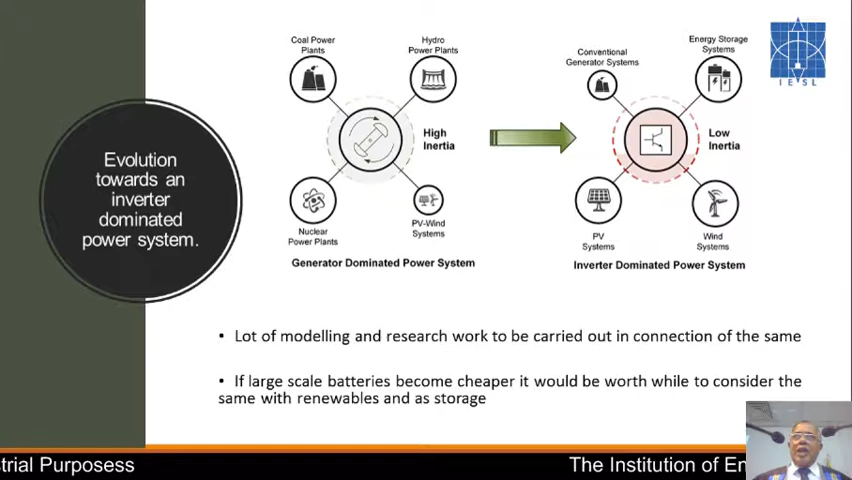 Evolution
towards an
inverter
dominated
power system.
Coal Power
Plants
Hydro
Power Plants
High
Inertia
Nuclear
Power Plants
PV-Wind
Systems
Generator Dominated Power System
Conventional
Generator Systems
Energy Storage
Systems
Low
Inertia
PV
Systems
Wind
Systems
Inverter Dominated Power System
I E S L
• Lot of modelling and research work to be carried out in connection of the same
• If large scale batteries become cheaper it would be worth while to consider the
same with renewables and as storage
strial Purposess
The Institution of En